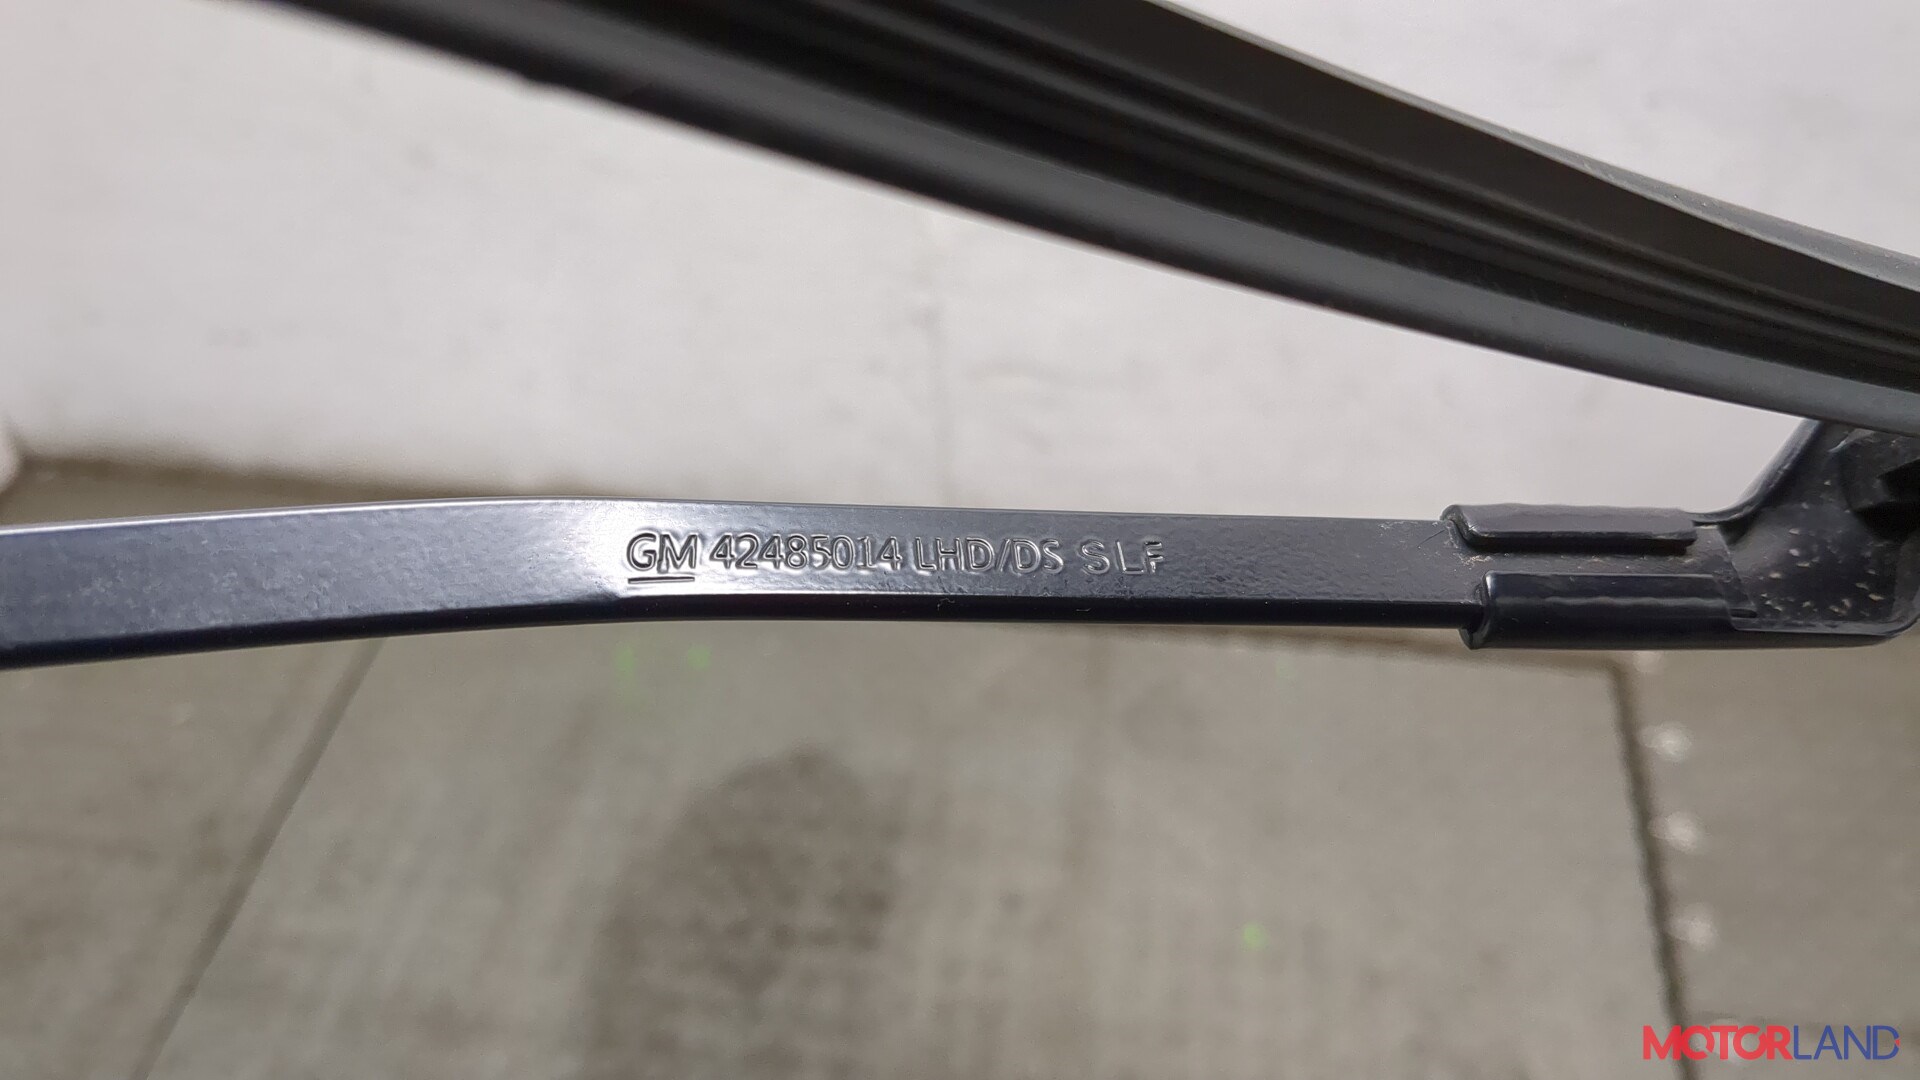 GM 42485014 LHD/DS SLF
MOTORLAND